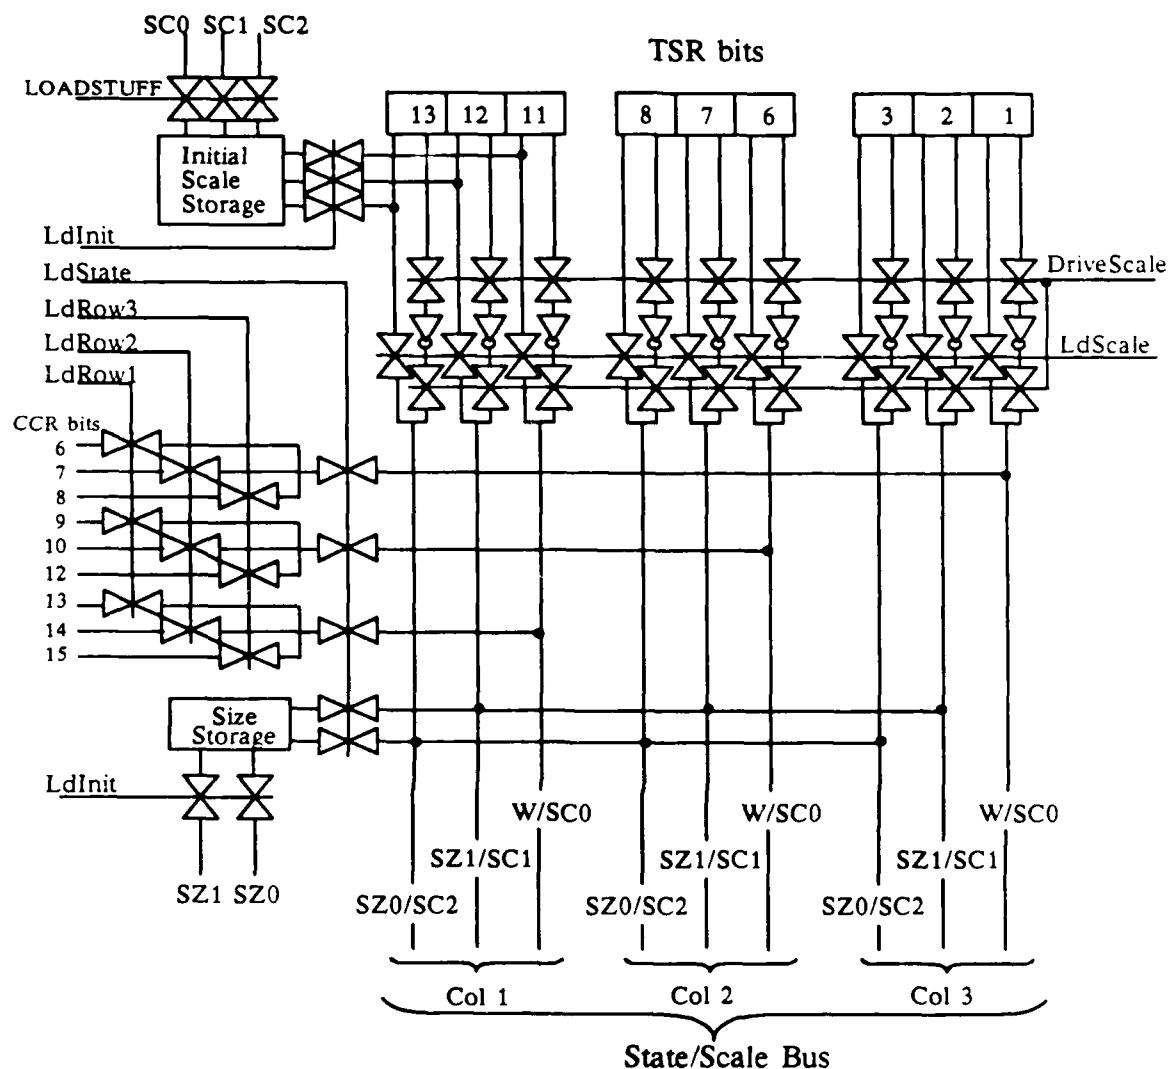 SC0 SC1 SC2
TSR bits
LOADSTUFF
13 12 11 8 7 6 3 2 1
Initial
Scale
Storage
LdInit
LdState
DriveScale
LdRow3
LdRow2
LdScale
LdRow1
CCR bits
6
7
8
9
10
12
13
14
15
Size
Storage
LdInit
W/SC0 W/SC0 W/SC0
SZ1/SC1 SZ1/SC1 SZ1/SC1
SZ1 SZ0
SZ0/SC2 SZ0/SC2 SZ0/SC2
Col 1 Col 2 Col 3
State/Scale Bus